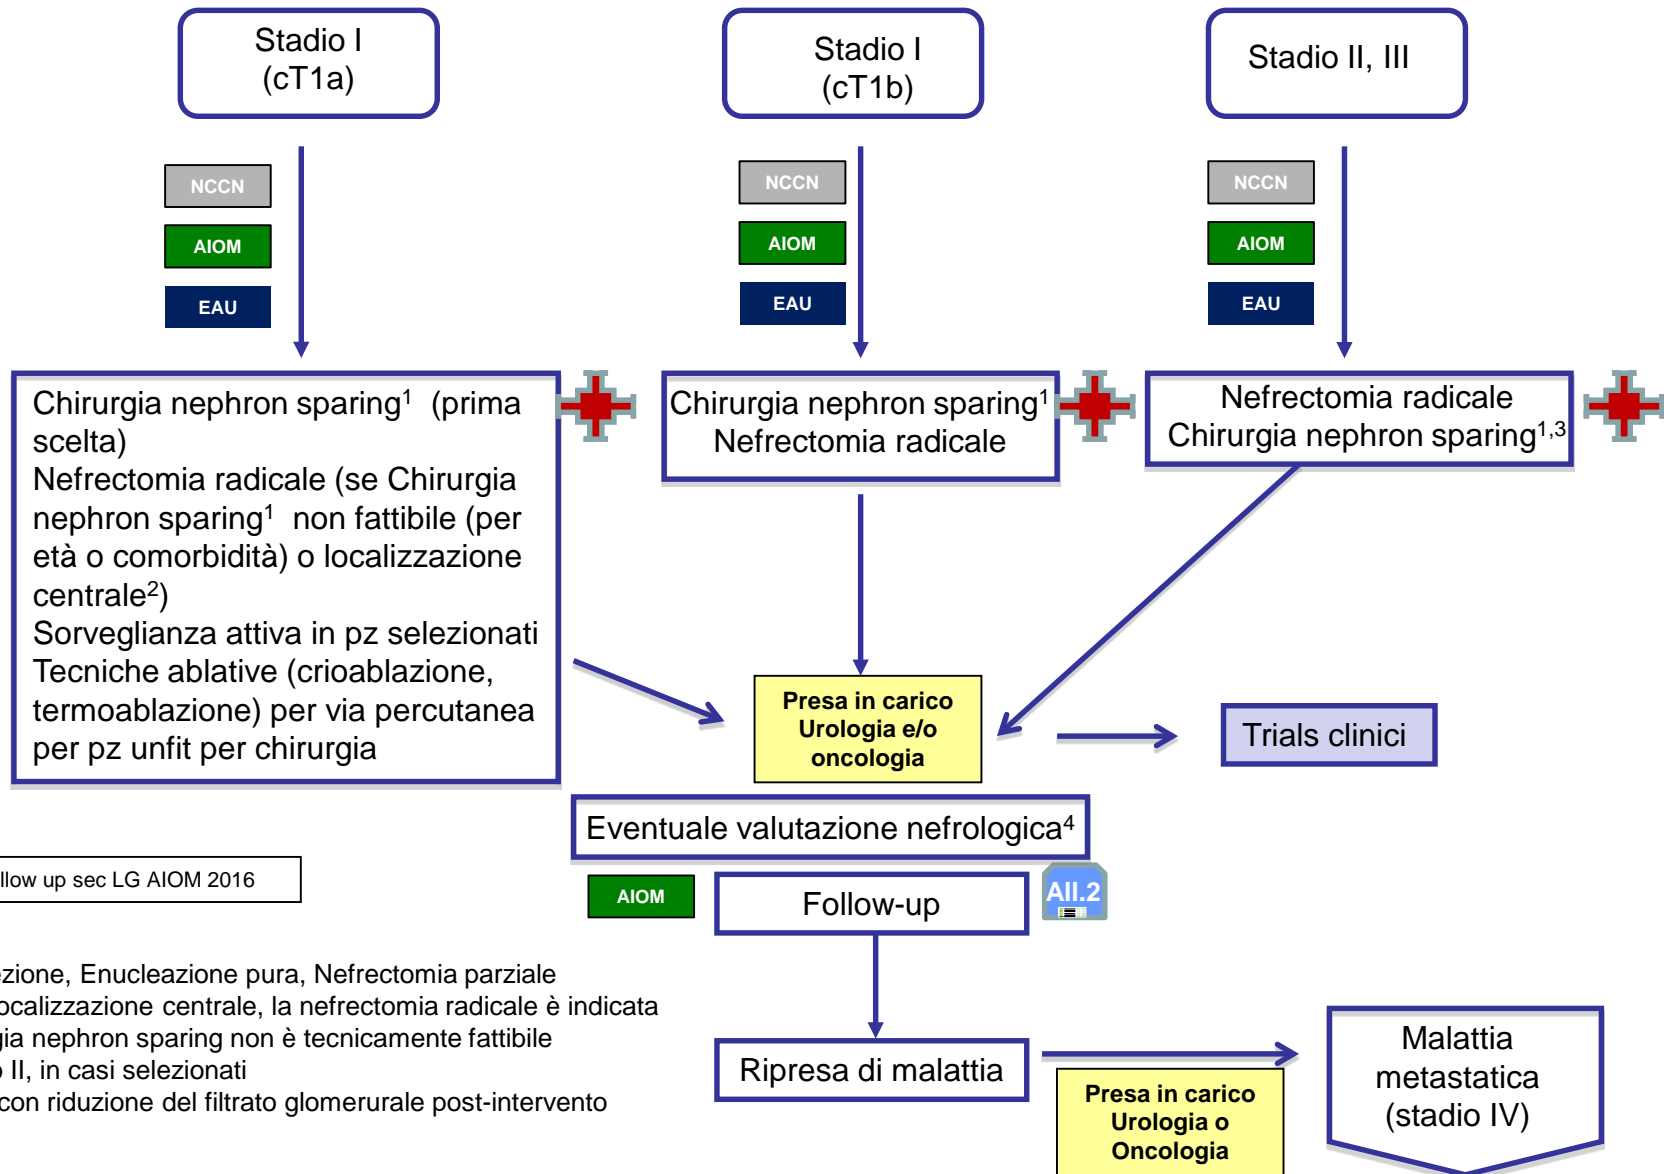 Stadio I
(cT1a)
Stadio I
(cT1b)
Stadio II, III
NCCN
AIOM
EAU
NCCN
AIOM
EAU
NCCN
AIOM
EAU
Chirurgia nephron sparing¹ (prima
scelta)
Nefrectomia radicale (se Chirurgia
nephron sparing¹ non fattibile (per
età o comorbidità) o localizzazione
centrale²)
Sorveglianza attiva in pz selezionati
Tecniche ablative (crioablazione,
termoablazione) per via percutanea
per pz unfit per chirurgia
Chirurgia nephron sparing¹
Nefrectomia radicale
Nefrectomia radicale
Chirurgia nephron sparing¹,³
Presa in carico
Urologia e/o
oncologia
Trials clinici
Eventuale valutazione nefrologica⁴
llow up sec LG AIOM 2016
AIOM
Follow-up
All.2
ezione, Enucleazione pura, Nefrectomia parziale
ocalizzazione centrale, la nefrectomia radicale è indicata
gia nephron sparing non è tecnicamente fattibile
o II, in casi selezionati
con riduzione del filtrato glomerurale post-intervento
Ripresa di malattia
Presa in carico
Urologia o
Oncologia
Malattia
metastatica
(stadio IV)